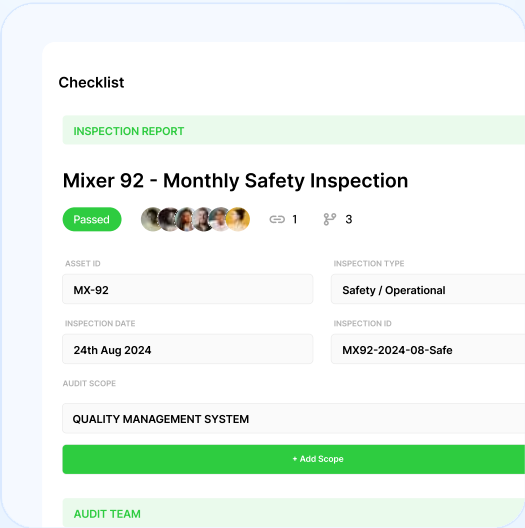 Checklist
INSPECTION REPORT
Mixer 92 - Monthly Safety Inspection
Passed 1 3
ASSET ID INSPECTION TYPE
MX-92 Safety / Operational
INSPECTION DATE INSPECTION ID
24th Aug 2024 MX92-2024-08-Safe
AUDIT SCOPE
QUALITY MANAGEMENT SYSTEM
+ Add Scope
AUDIT TEAM